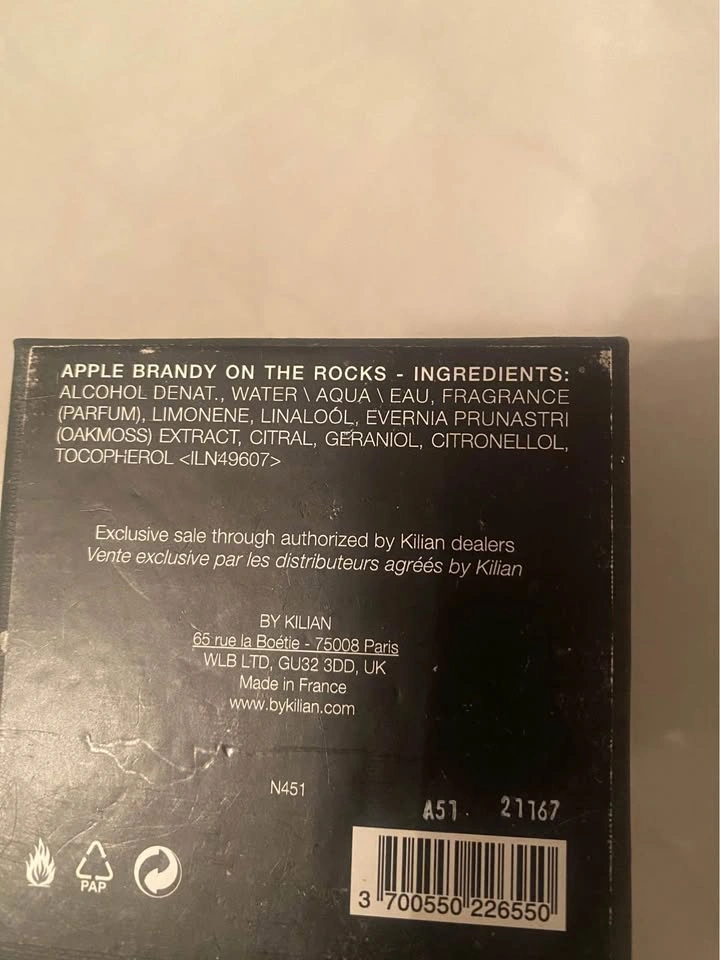 APPLE BRANDY ON THE ROCKS - INGREDIENTS:
ALCOHOL DENAT., WATER \ AQUA \ EAU, FRAGRANCE
(PARFUM), LIMONENE, LINALOOL, EVERNIA PRUNASTRI
(OAKMOSS) EXTRACT, CITRAL, GERANIOL, CITRONELLOL,
TOCOPHEROL <ILN49607>
Exclusive sale through authorized by Kilian dealers
Vente exclusive par les distributeurs agréés by Kilian
BY KILIAN
65 rue la Boétie - 75008 Paris
WLB LTD, GU32 3DD, UK
Made in France
www.bykilian.com
N451
A51. 21167
PAP
3 700550 226550